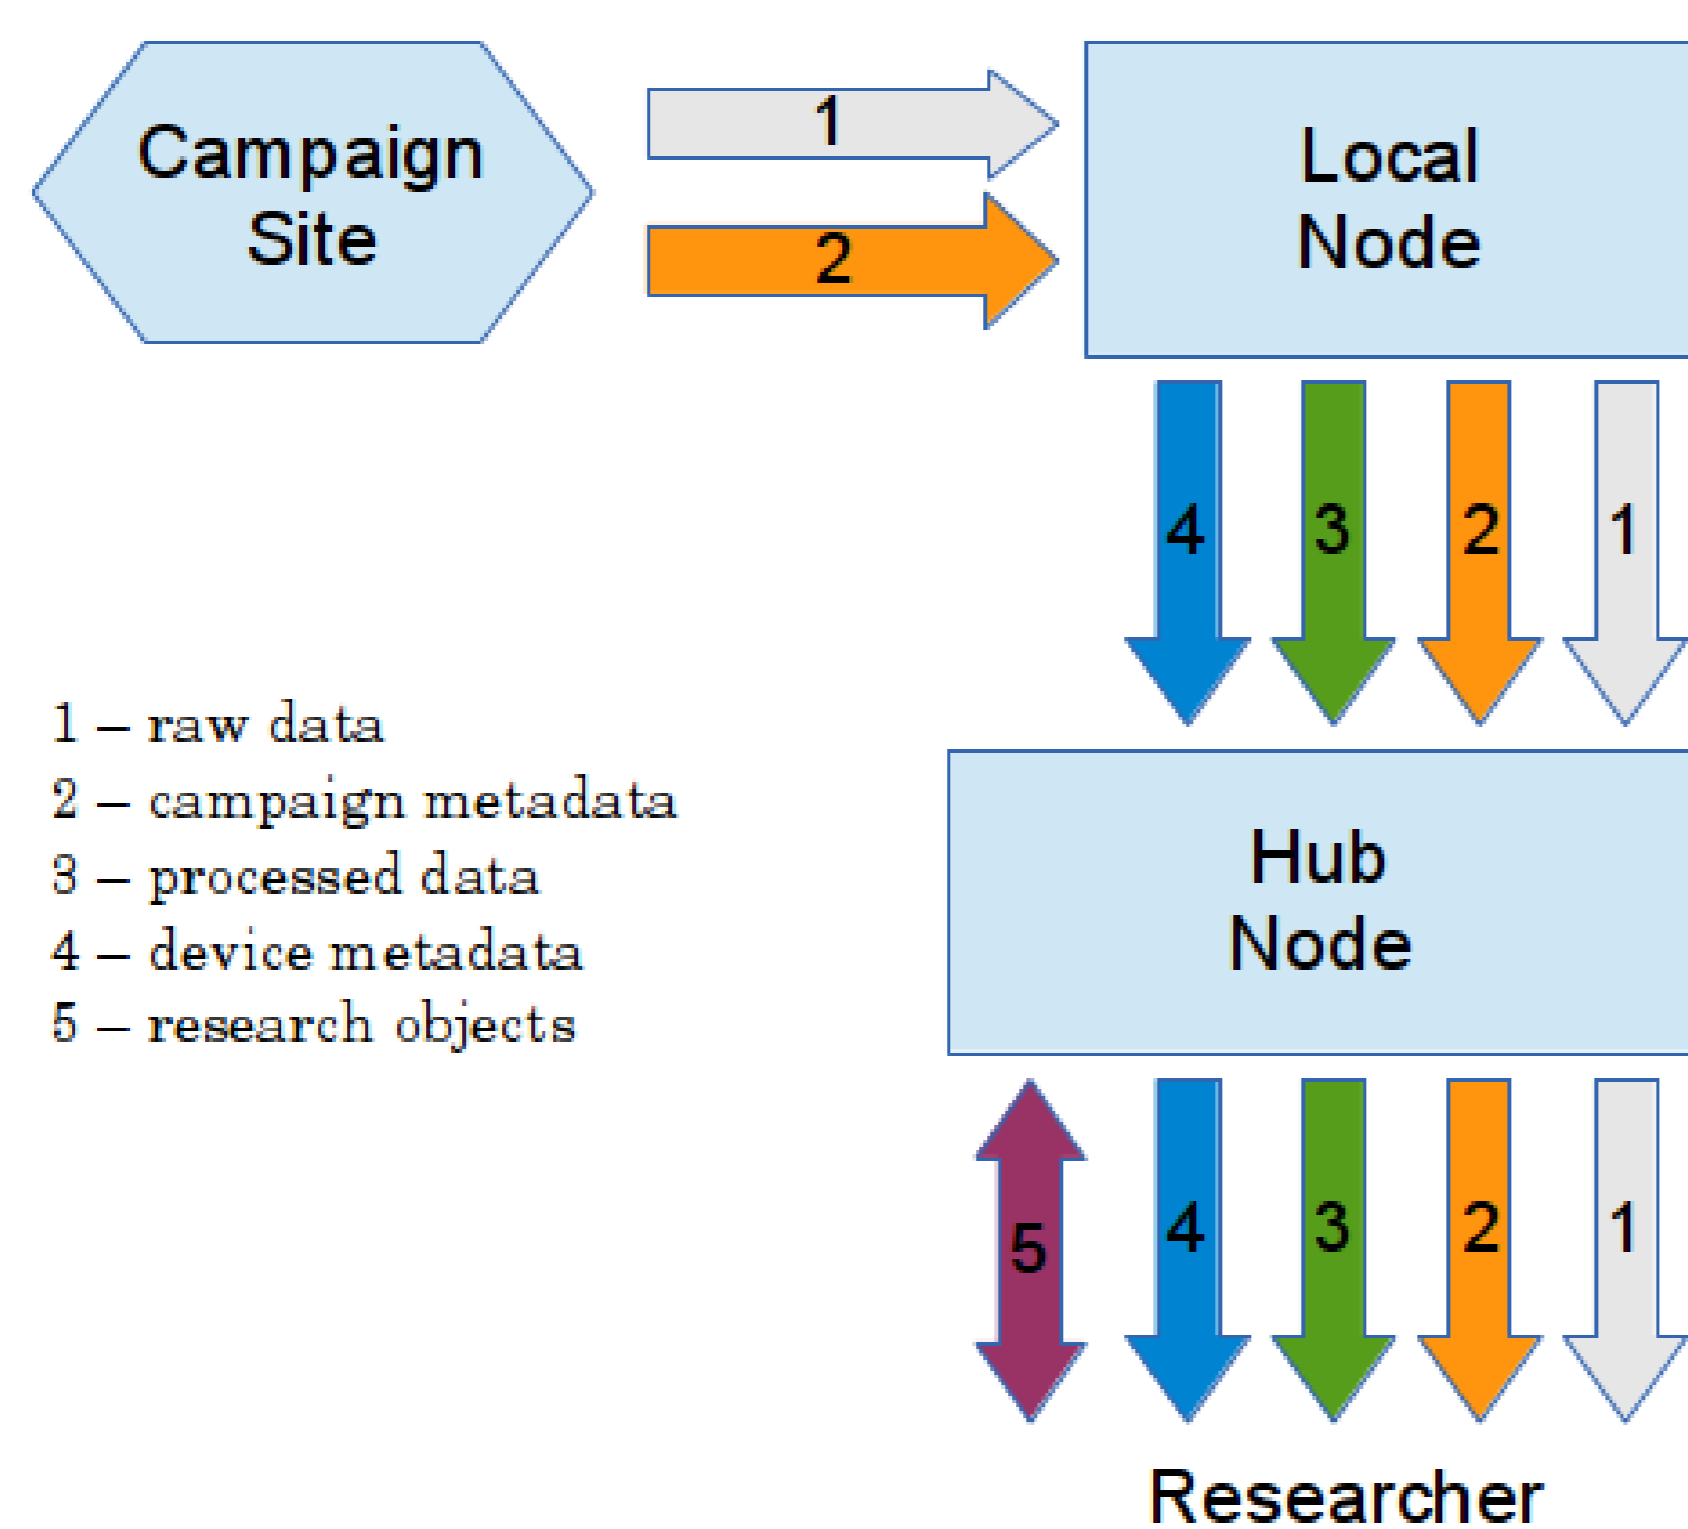 Campaign
Site
1
2
Local
Node
4
3
2
1
1 – raw data
2 – campaign metadata
3 – processed data
4 – device metadata
5 – research objects
Hub
Node
5
4
3
2
1
Researcher